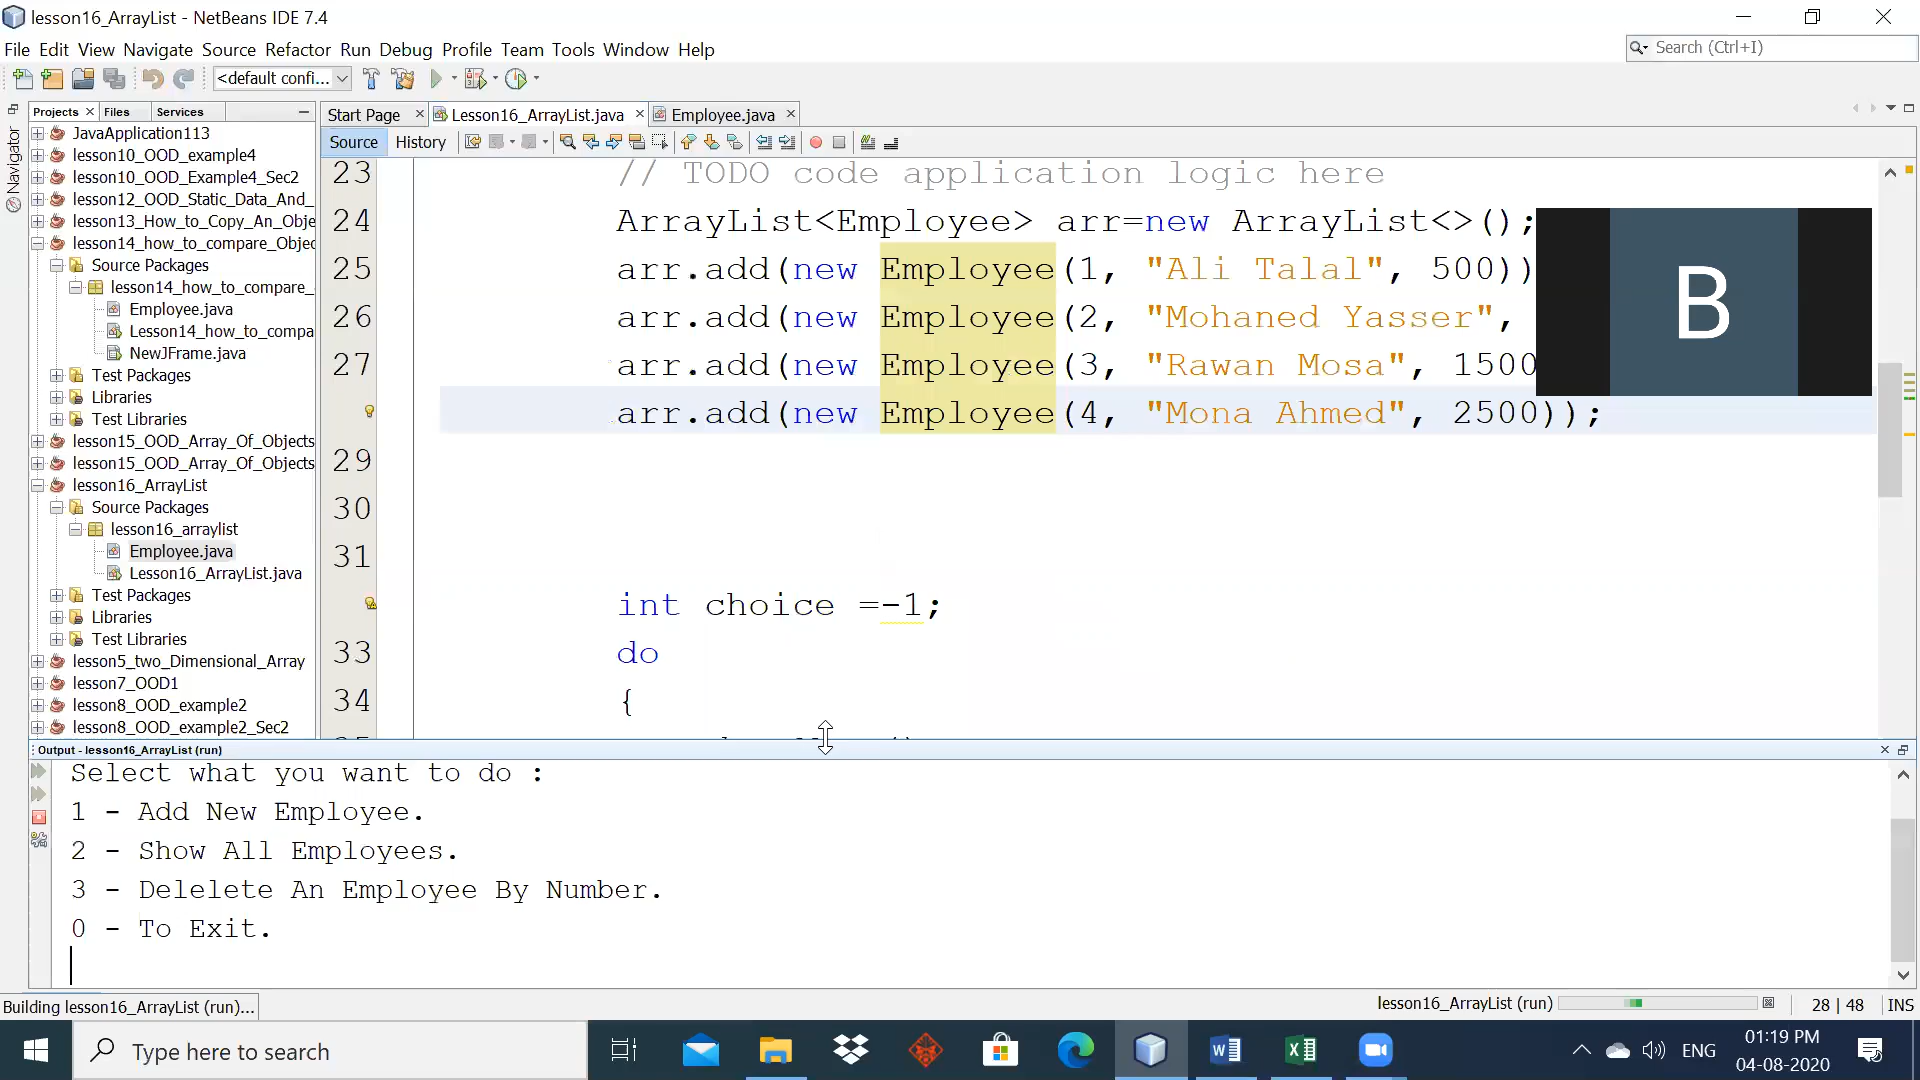 lesson16_ArrayList - NetBeans IDE 7.4
File Edit View Navigate Source Refactor Run Debug Profile Team Tools Window Help
Search (Ctrl+I)
<default confi...
Projects Files Services
Navigator
JavaApplication113
lesson10_OOD_example4
lesson10_OOD_Example4_Sec2
lesson12_OOD_Static_Data_And_
lesson13_How_to_Copy_An_Obje
lesson14_how_to_compare_Objec
Source Packages
lesson14_how_to_compare_
Employee.java
Lesson14_how_to_compa
NewJFrame.java
Test Packages
Libraries
Test Libraries
lesson15_OOD_Array_Of_Objects
lesson15_OOD_Array_Of_Objects
lesson16_ArrayList
Source Packages
lesson16_arraylist
Employee.java
Lesson16_ArrayList.java
Test Packages
Libraries
Test Libraries
lesson5_two_Dimensional_Array
lesson7_OOD1
lesson8_OOD_example2
lesson8_OOD_example2_Sec2
Start Page Lesson16_ArrayList.java Employee.java
Source History
23 // TODO code application logic here
24 ArrayList<Employee> arr=new ArrayList<>();
25 arr.add(new Employee(1, "Ali Talal", 500))
26 arr.add(new Employee(2, "Mohaned Yasser",
27 arr.add(new Employee(3, "Rawan Mosa", 1500
arr.add(new Employee(4, "Mona Ahmed", 2500));
29
30
31
int choice =-1;
33 do
34 {
B
Output - lesson16_ArrayList (run)
Select what you want to do :
1 - Add New Employee.
2 - Show All Employees.
3 - Delelete An Employee By Number.
0 - To Exit.
Building lesson16_ArrayList (run)...
lesson16_ArrayList (run)
28 | 48 INS
Type here to search
ENG
01:19 PM
04-08-2020